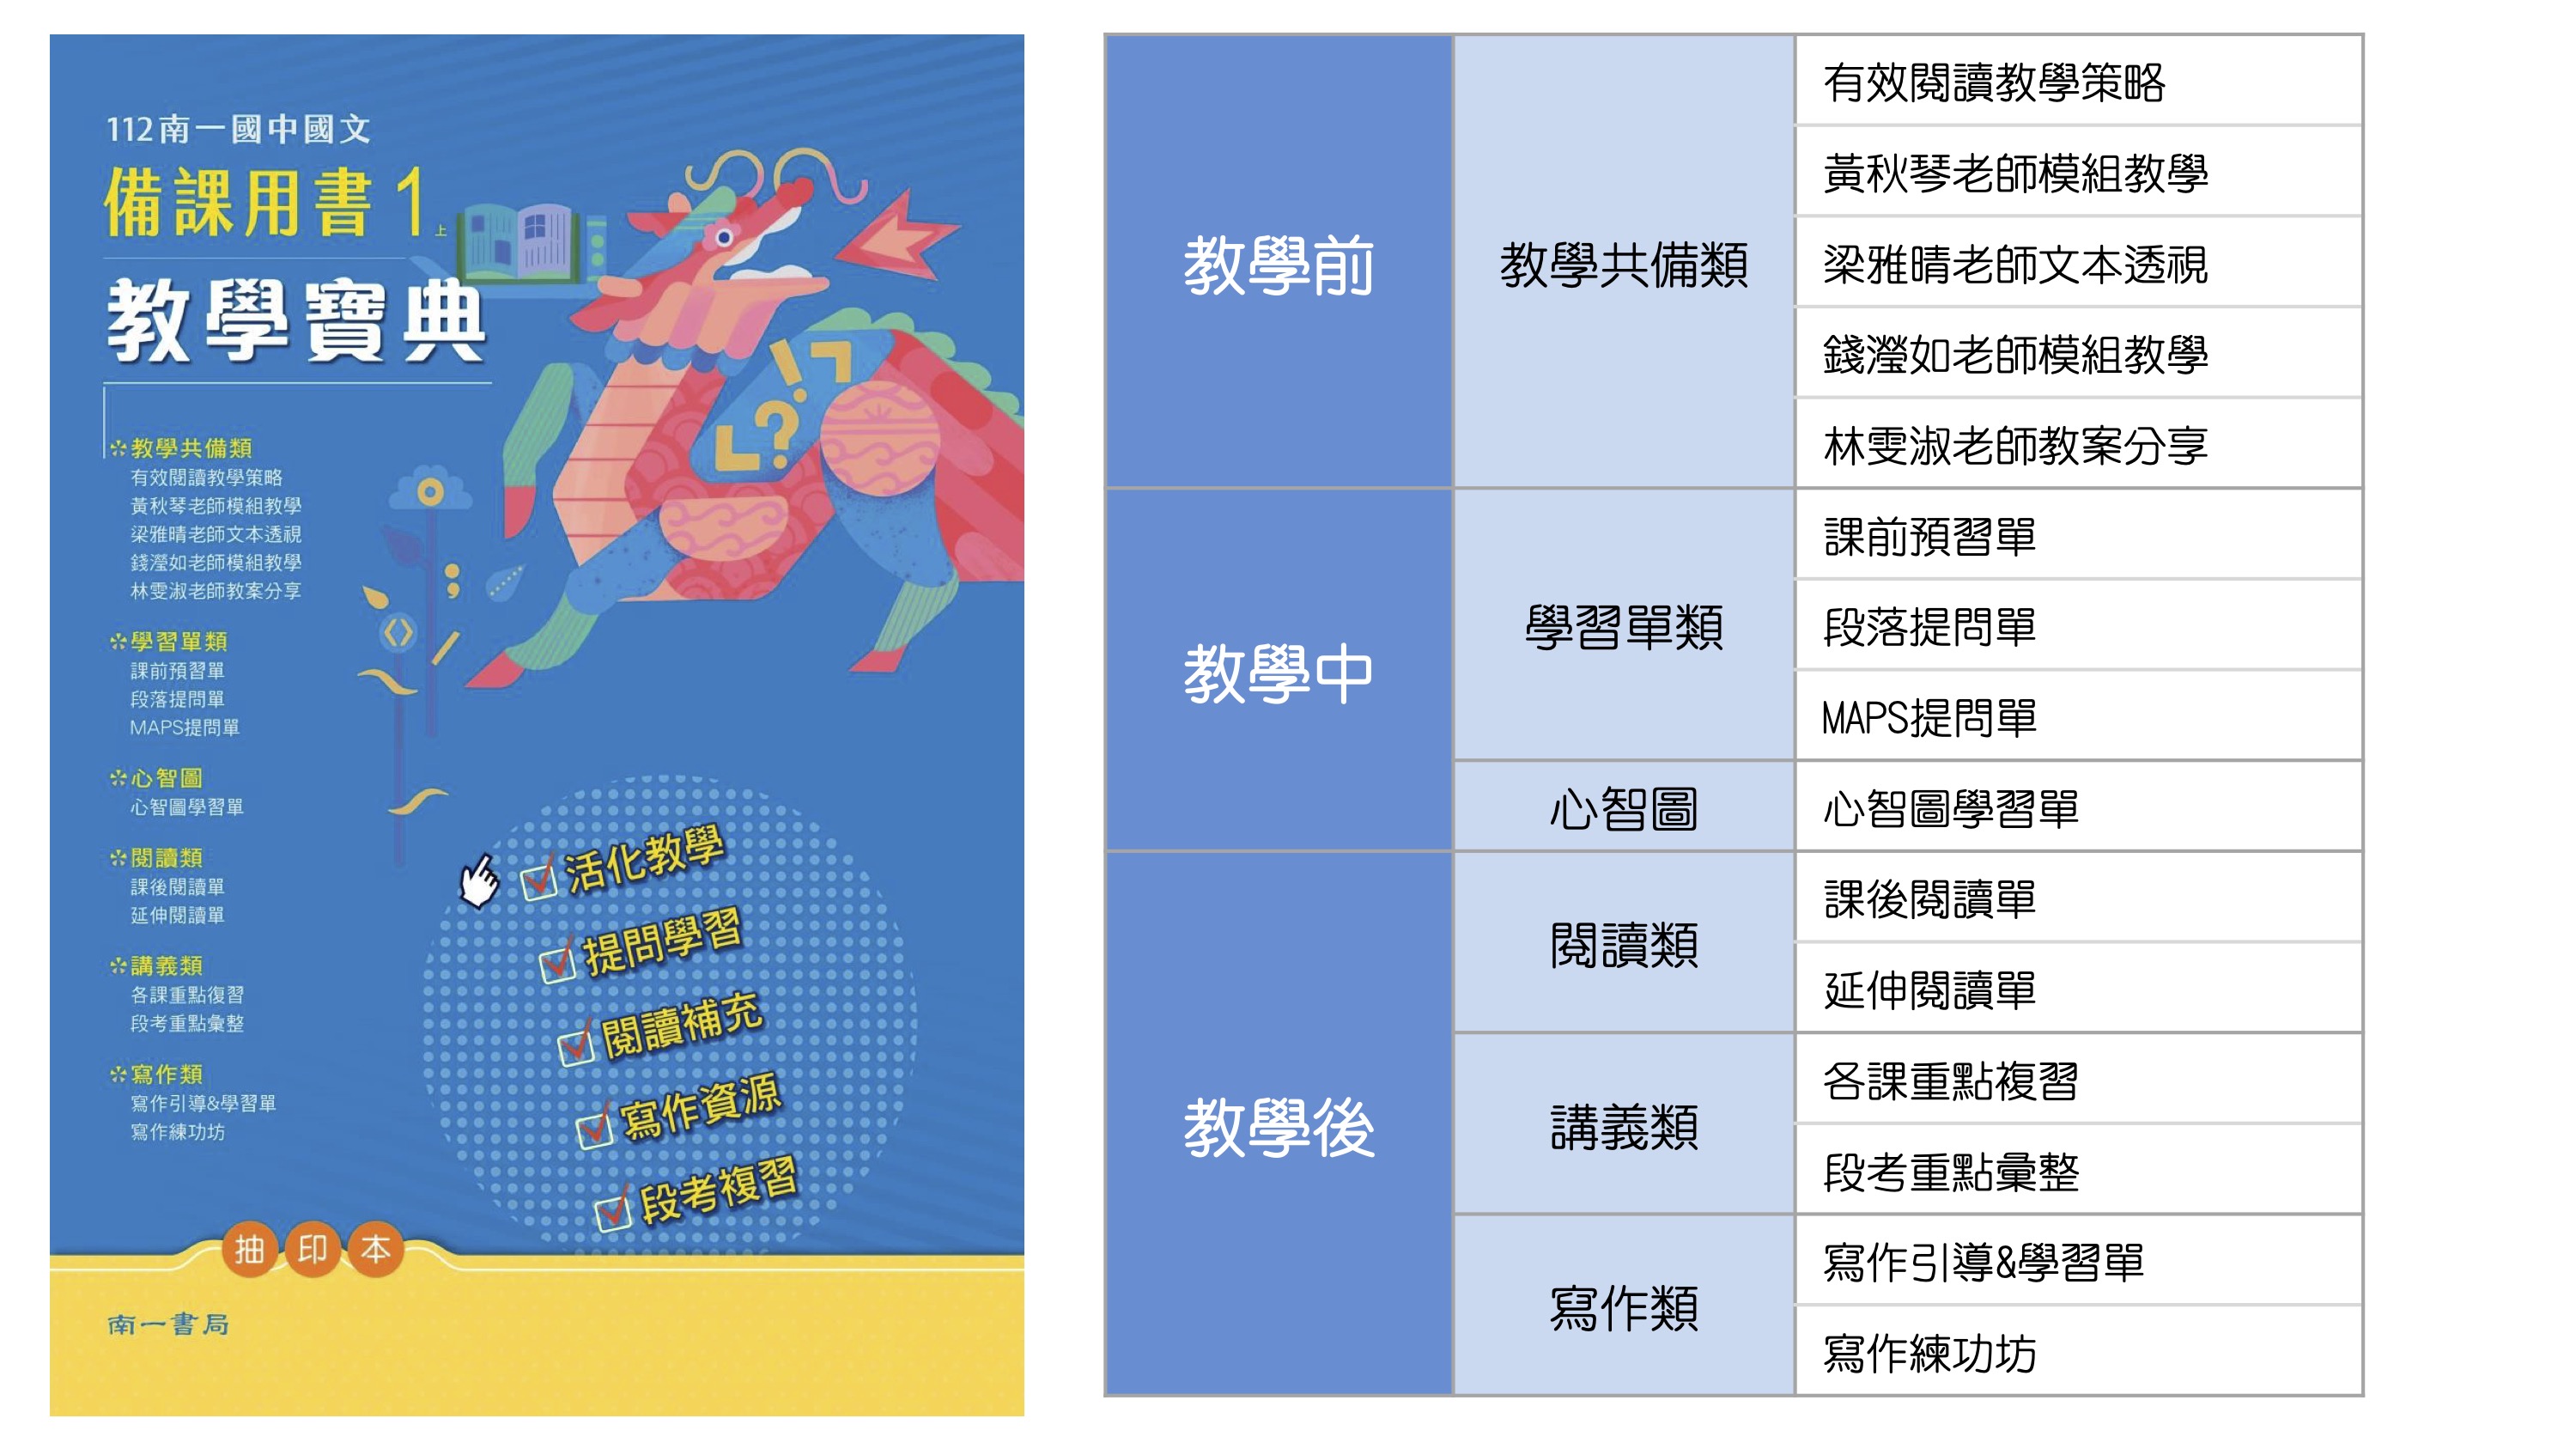 112南一國中國文
備課用書1上
教學寶典
教學共備類
有效閱讀教學策略
黃秋琴老師模組教學
梁雅晴老師文本透視
錢瀅如老師模組教學
林雯淑老師教案分享
學習單類
課前預習單
段落提問單
MAPS提問單
心智圖
心智圖學習單
閱讀類
課後閱讀單
延伸閱讀單
講義類
各課重點復習
段考重點彙整
寫作類
寫作引導&學習單
寫作練功坊
活化教學
提問學習
閱讀補充
寫作資源
段考複習
抽印本
南一書局
教學前
教學共備類
有效閱讀教學策略
黃秋琴老師模組教學
梁雅晴老師文本透視
錢瀅如老師模組教學
林雯淑老師教案分享
教學中
學習單類
課前預習單
段落提問單
MAPS提問單
心智圖
心智圖學習單
教學後
閱讀類
課後閱讀單
延伸閱讀單
講義類
各課重點複習
段考重點彙整
寫作類
寫作引導&學習單
寫作練功坊